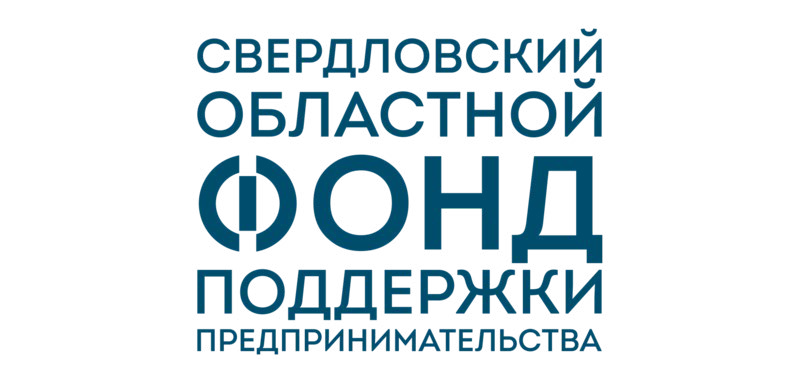 СВЕРДЛОВСКИЙ
ОБЛАСТНОЙ
ФОНД
ПОДДЕРЖКИ
ПРЕДПРИНИМАТЕЛЬСТВА